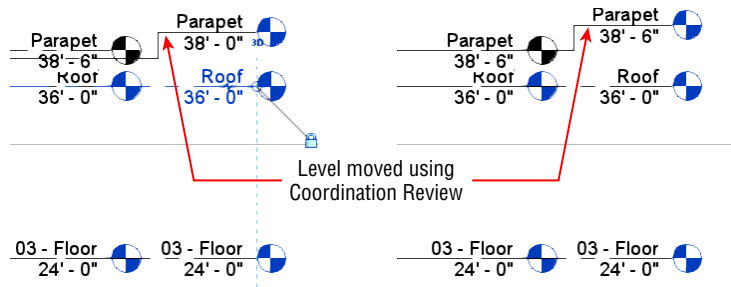 Parapet
38' - 0"
3D
Parapet
38' - 6"
Roof
36' - 0"
Roof
36' - 0"
Parapet
38' - 6"
Parapet
38' - 6"
Roof
36' - 0"
Roof
36' - 0"
Level moved using
Coordination Review
03 - Floor
24' - 0"
03 - Floor
24' - 0"
03 - Floor
24' - 0"
03 - Floor
24' - 0"